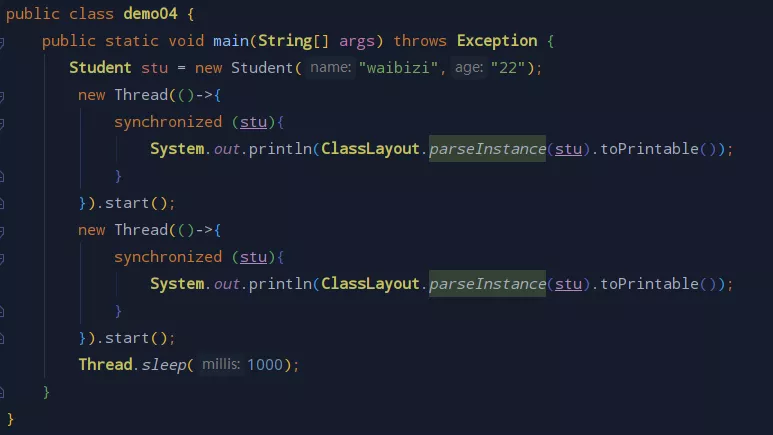 public class demo04 {
public static void main(String[] args) throws Exception {
Student stu = new Student( name: "waibizi", age: "22");
new Thread(()->{
synchronized (stu){
System.out.println(ClassLayout.parseInstance(stu).toPrintable());
}
}).start();
new Thread(()->{
synchronized (stu){
System.out.println(ClassLayout.parseInstance(stu).toPrintable());
}
}).start();
Thread.sleep( millis: 1000);
}
}